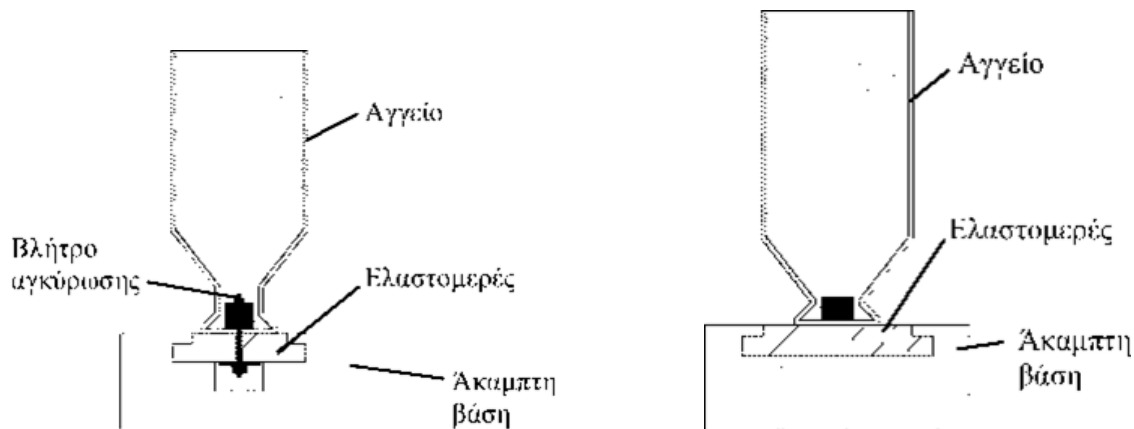 Αγγείο
Βλήτρο
αγκύρωσης
Ελαστομερές
Άκαμπτη
βάση
Αγγείο
Ελαστομερές
Άκαμπτη
βάση